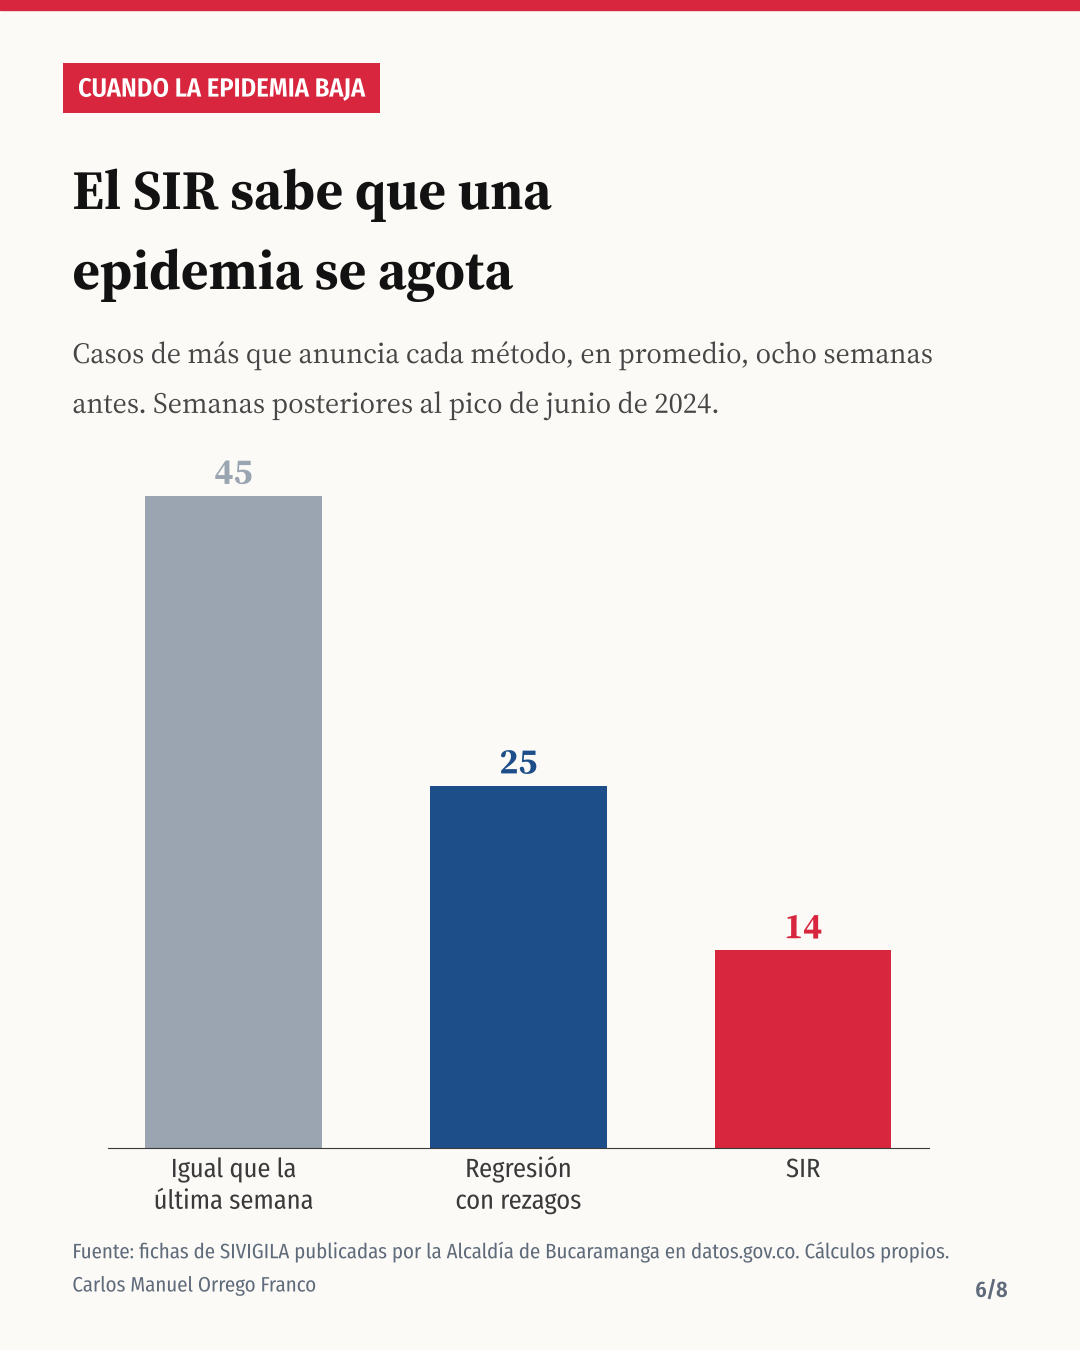 CUANDO LA EPIDEMIA BAJA
El SIR sabe que una
epidemia se agota
Casos de más que anuncia cada método, en promedio, ocho semanas
antes. Semanas posteriores al pico de junio de 2024.
45
25
14
Igual que la
última semana
Regresión
con rezagos
SIR
Fuente: fichas de SIVIGILA publicadas por la Alcaldía de Bucaramanga en datos.gov.co. Cálculos propios.
Carlos Manuel Orrego Franco
6/8